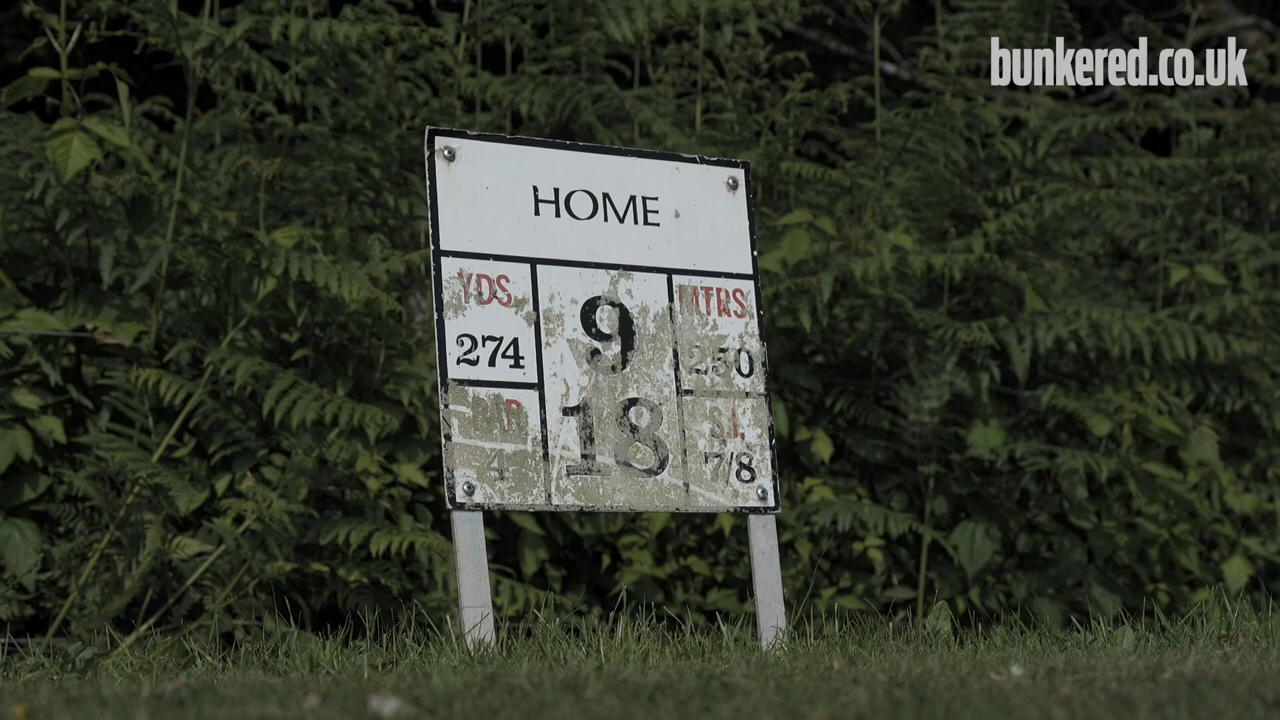 bunkered.co.uk
HOME
YDS
274
9
18
MTRS
250
PAR
4
S.I.
7/8